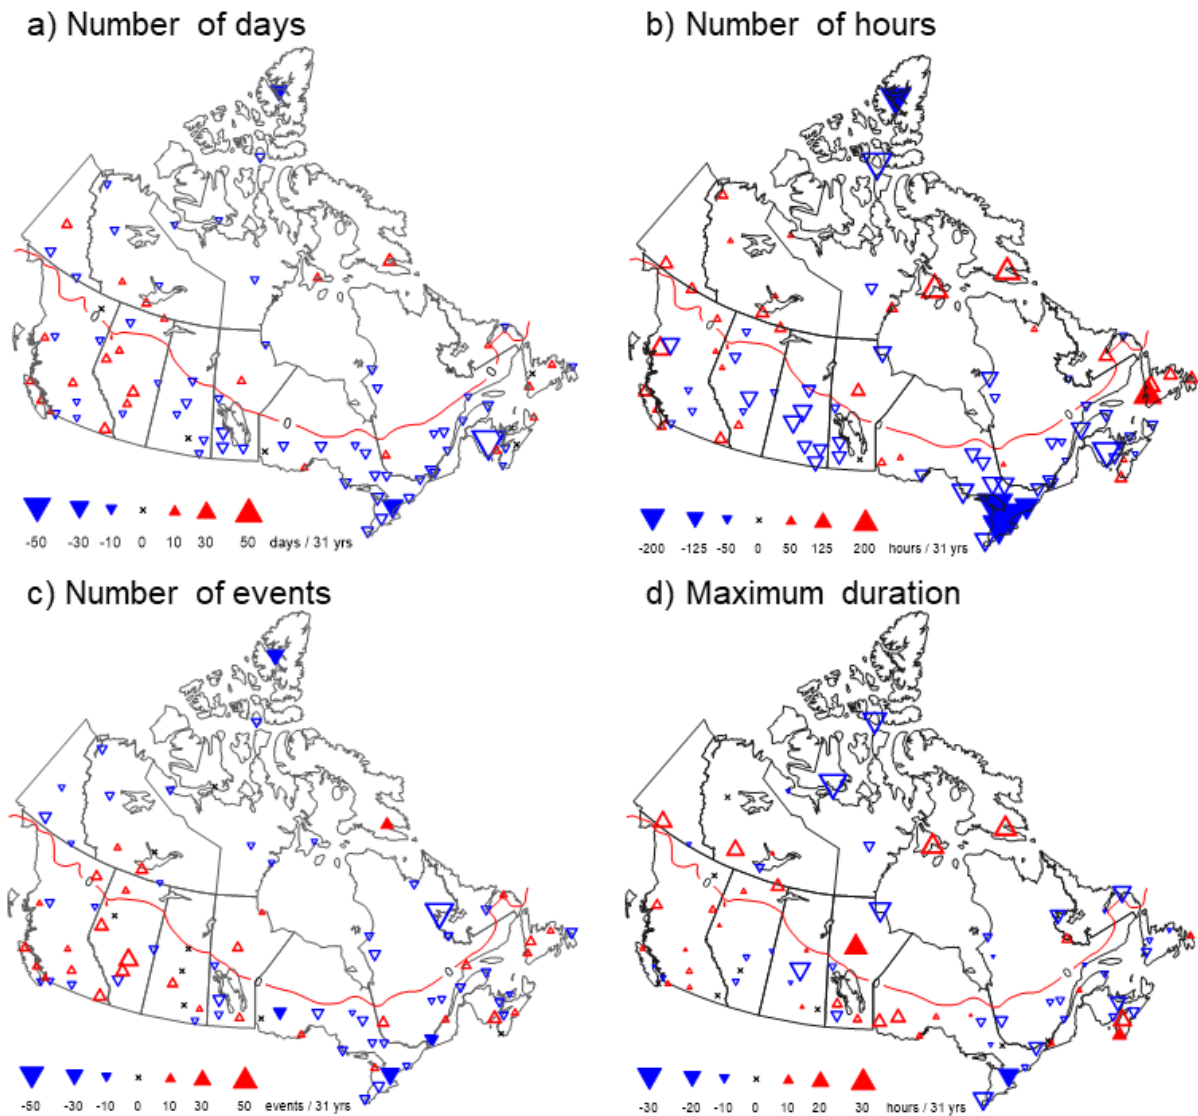 a) Number of days
b) Number of hours
-50 -30 -10 0 10 30 50 days / 31 yrs
-200 -125 -50 0 50 125 200 hours / 31 yrs
c) Number of events
d) Maximum duration
-50 -30 -10 0 10 30 50 events / 31 yrs
-30 -20 -10 0 10 20 30 hours / 31 yrs